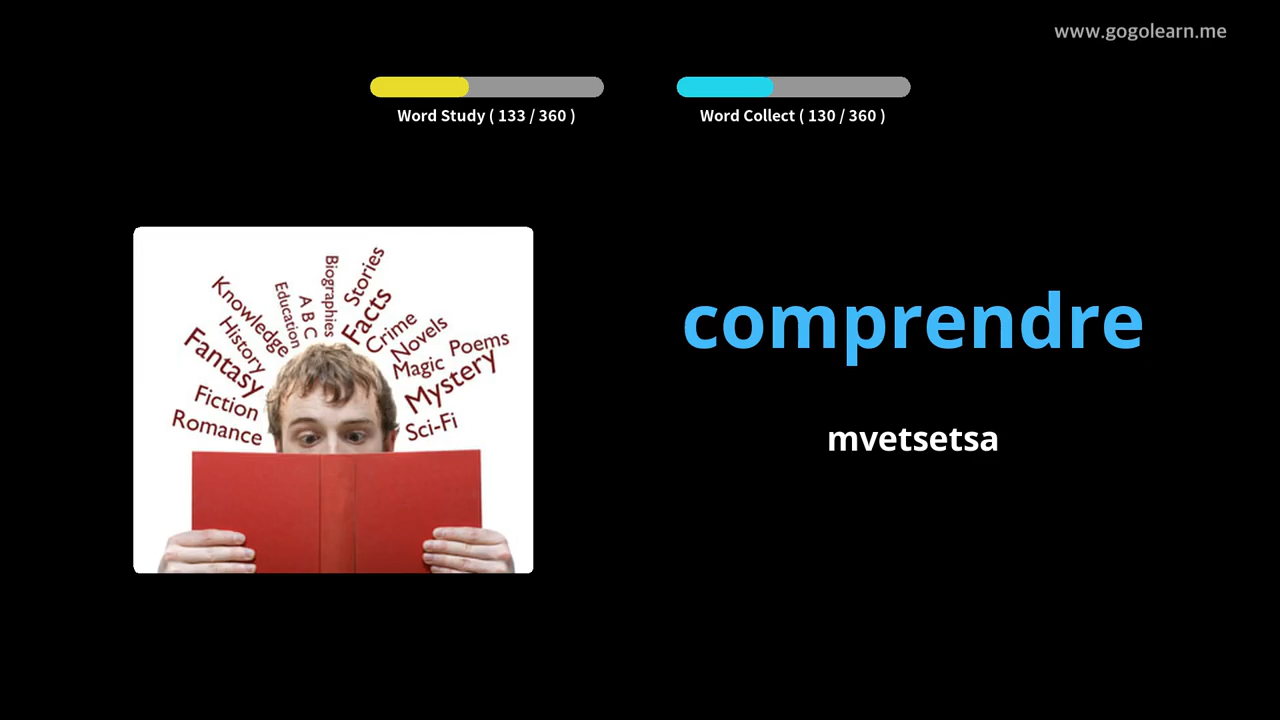 www.gogolearn.me
Word Study ( 133 / 360 )
Word Collect ( 130 / 360 )
Biographies
Stories
Education
A B C
Facts
Knowledge
Crime
History
Novels
Poems
Fantasy
Magic
Mystery
Fiction
Romance
Sci-Fi
comprendre
mvetsetsa